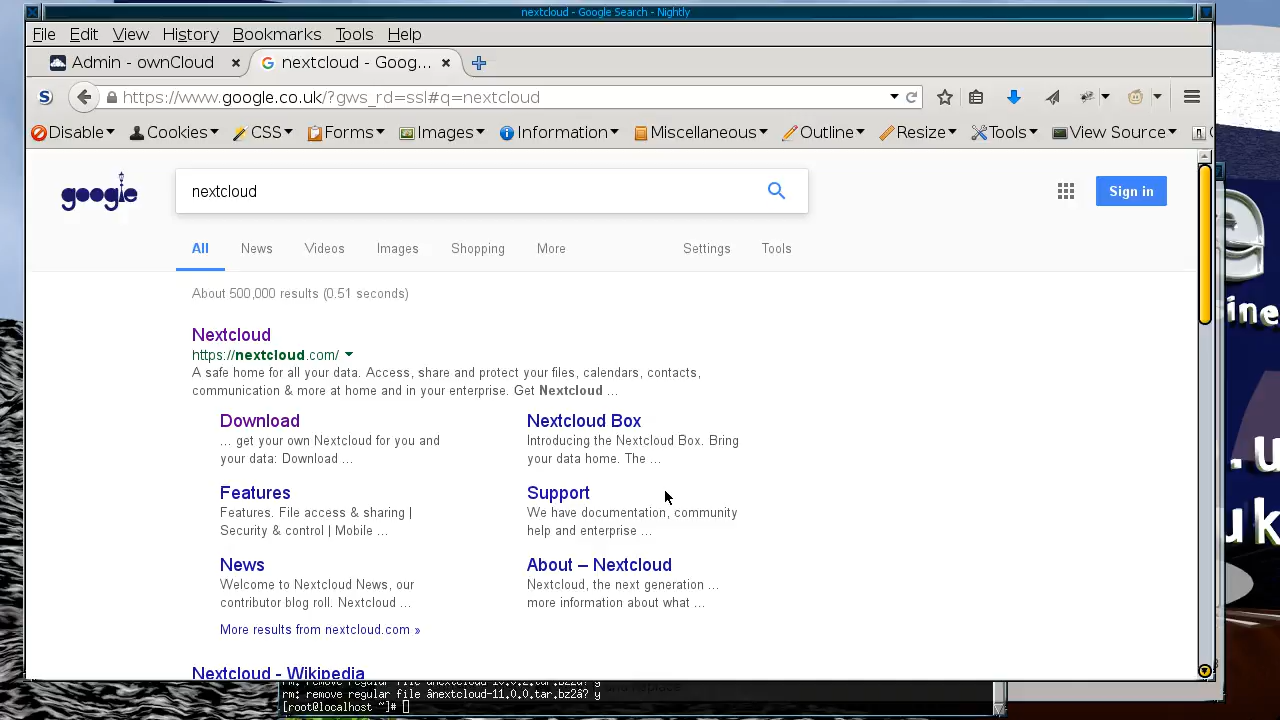 nextcloud - Google Search - Nightly
File Edit View History Bookmarks Tools Help
Admin - ownCloud
nextcloud - Goog...
https://www.google.co.uk/?gws_rd=ssl#q=nextcloud
Disable Cookies CSS Forms Images Information Miscellaneous Outline Resize Tools View Source
google
nextcloud
Sign in
All News Videos Images Shopping More Settings Tools
About 500,000 results (0.51 seconds)
Nextcloud
https://nextcloud.com/
A safe home for all your data. Access, share and protect your files, calendars, contacts,
communication & more at home and in your enterprise. Get Nextcloud ...
Download
... get your own Nextcloud for you and
your data: Download ...
Nextcloud Box
Introducing the Nextcloud Box. Bring
your data home. The ...
Features
Features. File access & sharing |
Security & control | Mobile ...
Support
We have documentation, community
help and enterprise ...
News
Welcome to Nextcloud News, our
contributor blog roll. Nextcloud ...
About – Nextcloud
Nextcloud, the next generation ...
more information about what ...
More results from nextcloud.com »
Nextcloud - Wikipedia
rm: remove regular file ânextcloud-11.0.0.tar.bz2â? y
[root@localhost ~]#